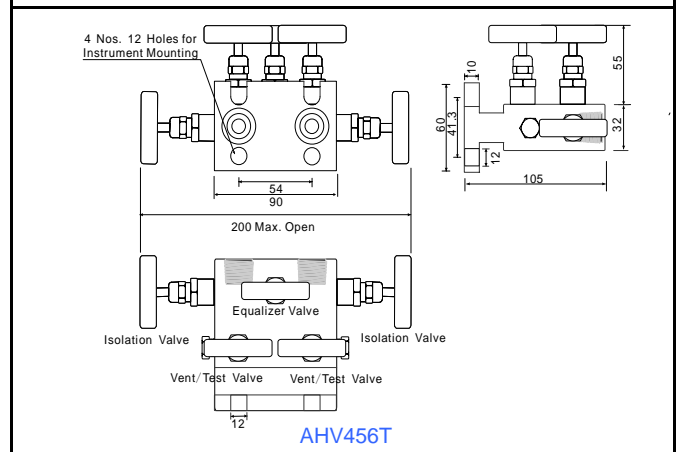 4 Nos. 12 Holes for
Instrument Mounting
10
55
60
41.3
32
12
105
54
90
200 Max. Open
Equalizer Valve
Isolation Valve
Isolation Valve
Vent/Test Valve
Vent/Test Valve
12
AHV456T